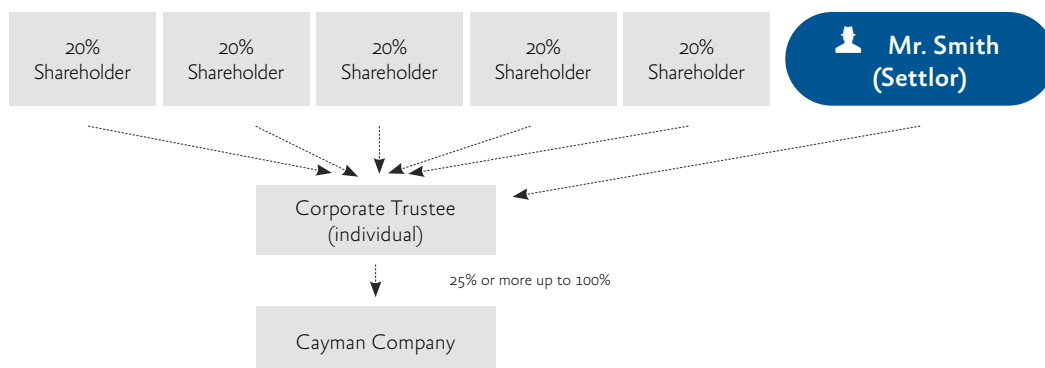 20%
Shareholder
20%
Shareholder
20%
Shareholder
20%
Shareholder
20%
Shareholder
Mr. Smith
(Settlor)
Corporate Trustee
(individual)
25% or more up to 100%
Cayman Company